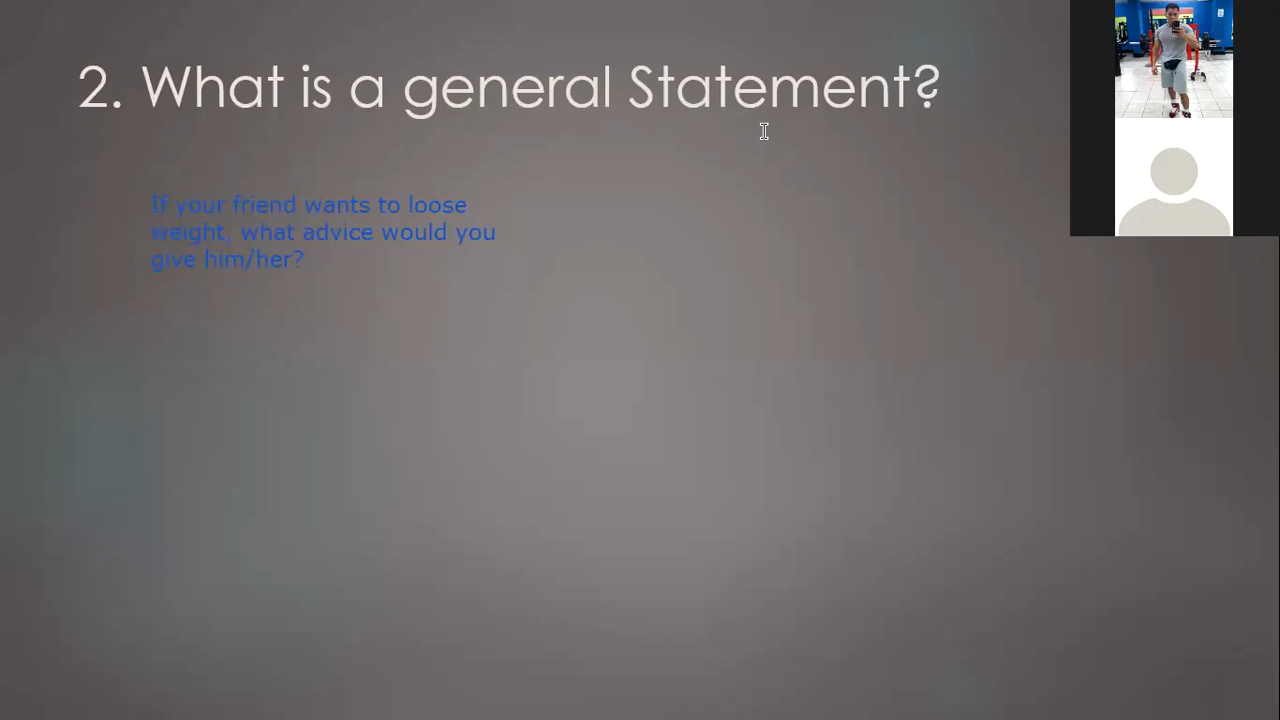 2. What is a general Statement?
If your friend wants to loose
weight, what advice would you
give him/her?